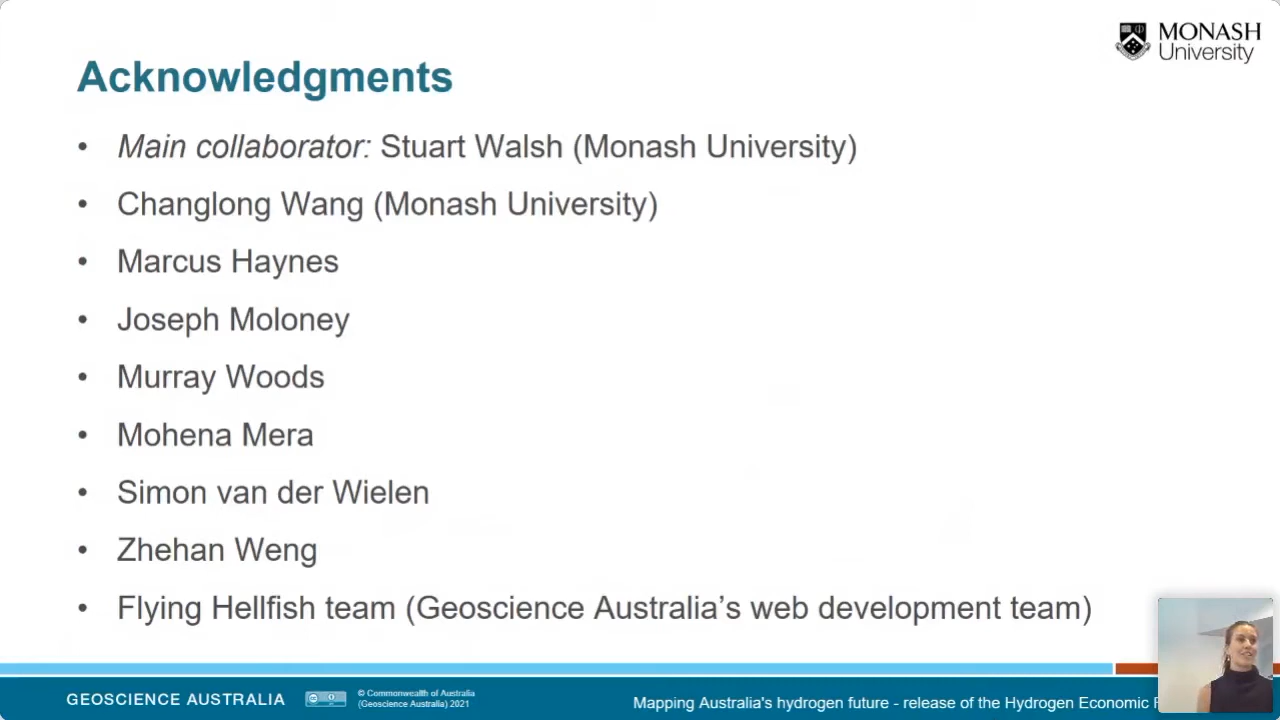 MONASH
University
Acknowledgments
• Main collaborator: Stuart Walsh (Monash University)
• Changlong Wang (Monash University)
• Marcus Haynes
• Joseph Moloney
• Murray Woods
• Mohena Mera
• Simon van der Wielen
• Zhehan Weng
• Flying Hellfish team (Geoscience Australia’s web development team)
GEOSCIENCE AUSTRALIA
© Commonwealth of Australia
(Geoscience Australia) 2021
Mapping Australia's hydrogen future - release of the Hydrogen Economic